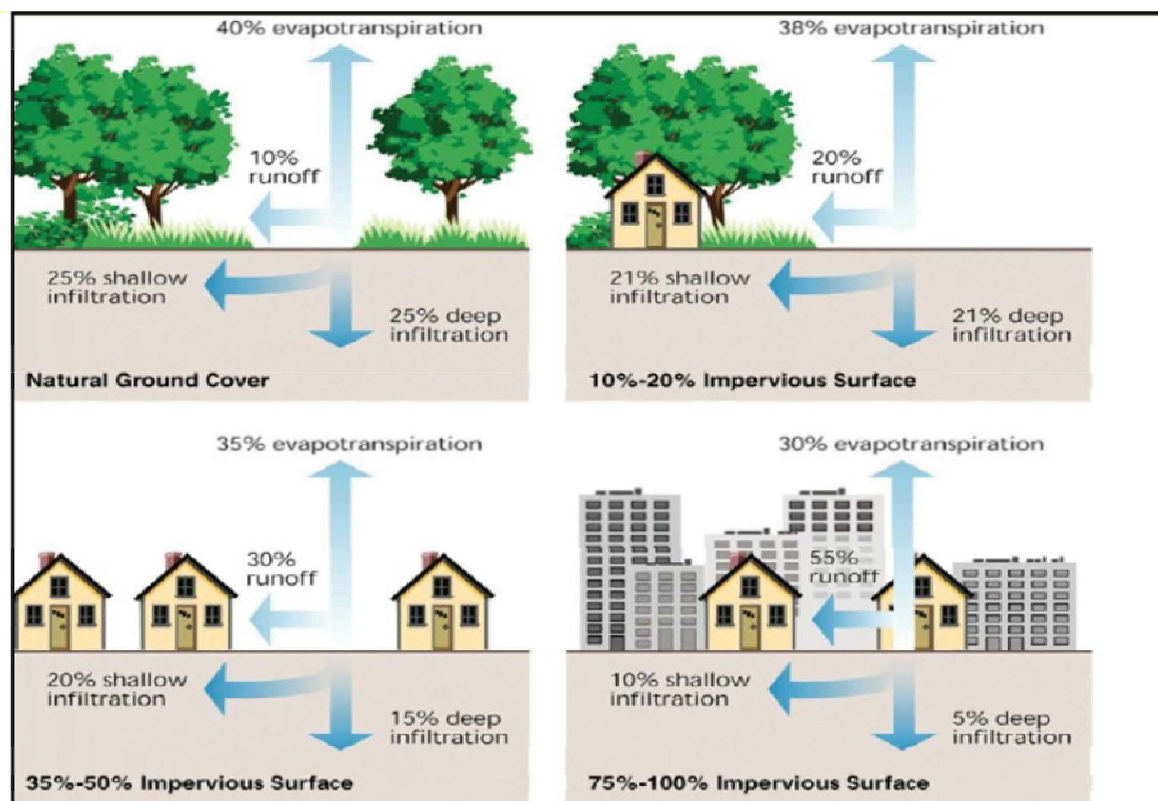 40% evapotranspiration
10%
runoff
25% shallow
infiltration
25% deep
infiltration
Natural Ground Cover
38% evapotranspiration
20%
runoff
21% shallow
infiltration
21% deep
infiltration
10%-20% Impervious Surface
35% evapotranspiration
30%
runoff
20% shallow
infiltration
15% deep
infiltration
35%-50% Impervious Surface
30% evapotranspiration
55%
runoff
10% shallow
infiltration
5% deep
infiltration
75%-100% Impervious Surface